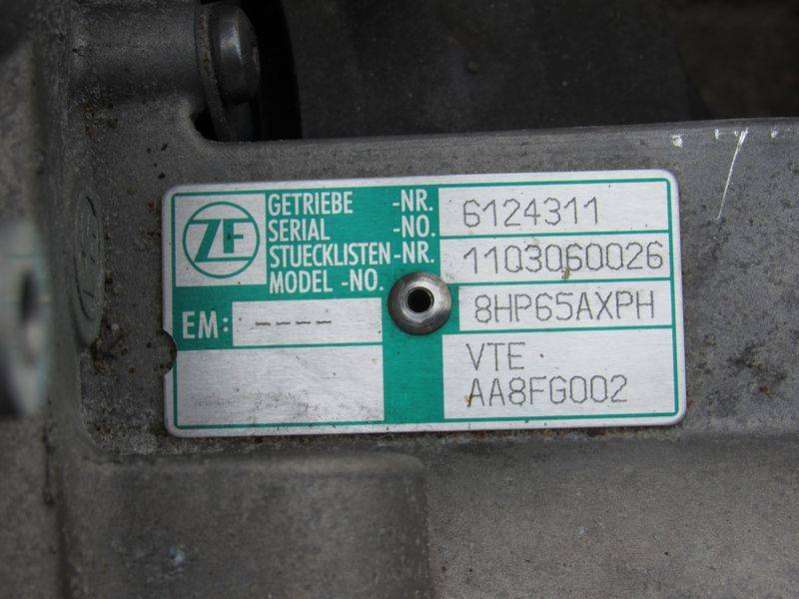 ZF
GETRIEBE -NR. 6124311
SERIAL -NO.
STUECKLISTEN-NR. 1103060026
MODEL -NO.
8HP65AXPH
EM: ----
VTE
AA8FG002